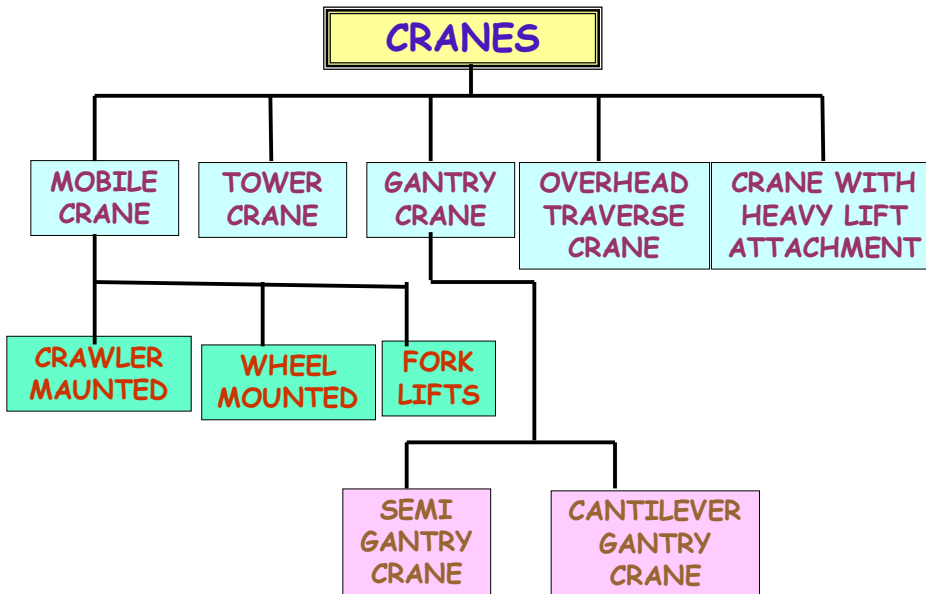 CRANES
MOBILE
CRANE
TOWER
CRANE
GANTRY
CRANE
OVERHEAD
TRAVERSE
CRANE
CRANE WITH
HEAVY LIFT
ATTACHMENT
CRAWLER
MAUNTED
WHEEL
MOUNTED
FORK
LIFTS
SEMI
GANTRY
CRANE
CANTILEVER
GANTRY
CRANE